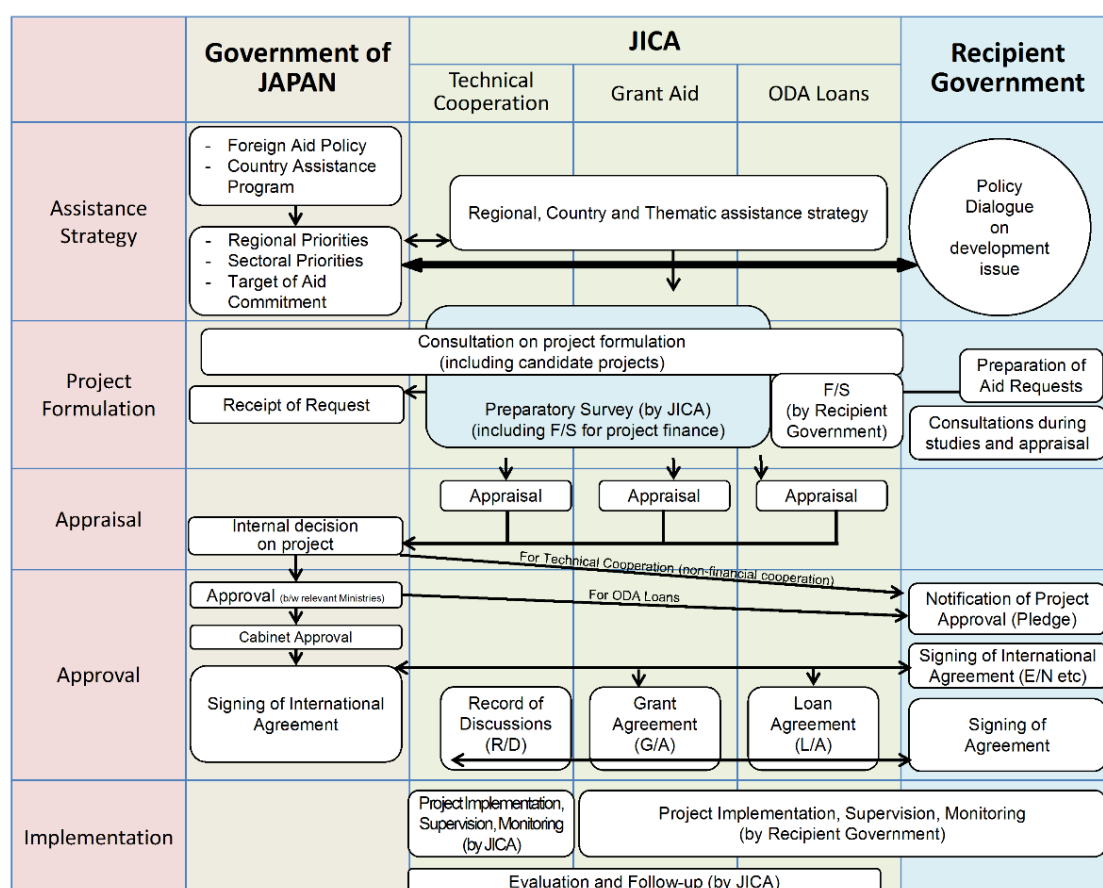 Government of
JAPAN
JICA
Recipient
Government
Technical
Cooperation
Grant Aid
ODA Loans
Assistance
Strategy
- Foreign Aid Policy
- Country Assistance
Program
- Regional Priorities
- Sectoral Priorities
- Target of Aid
Commitment
Regional, Country and Thematic assistance strategy
Policy
Dialogue
on
development
issue
Project
Formulation
Consultation on project formulation
(including candidate projects)
Receipt of Request
Preparatory Survey (by JICA)
(including F/S for project finance)
F/S
(by Recipient
Government)
Preparation of
Aid Requests
Consultations during
studies and appraisal
Appraisal
Appraisal
Appraisal
Appraisal
Internal decision
on project
For Technical Cooperation (non-financial cooperation)
Approval
Approval (b/w relevant Ministries)
For ODA Loans
Notification of Project
Approval (Pledge)
Cabinet Approval
Signing of International
Agreement
Signing of International
Agreement (E/N etc)
Record of
Discussions
(R/D)
Grant
Agreement
(G/A)
Loan
Agreement
(L/A)
Signing of
Agreement
Implementation
Project Implementation,
Supervision, Monitoring
(by JICA)
Project Implementation, Supervision, Monitoring
(by Recipient Government)
Evaluation and Follow-up (by JICA)